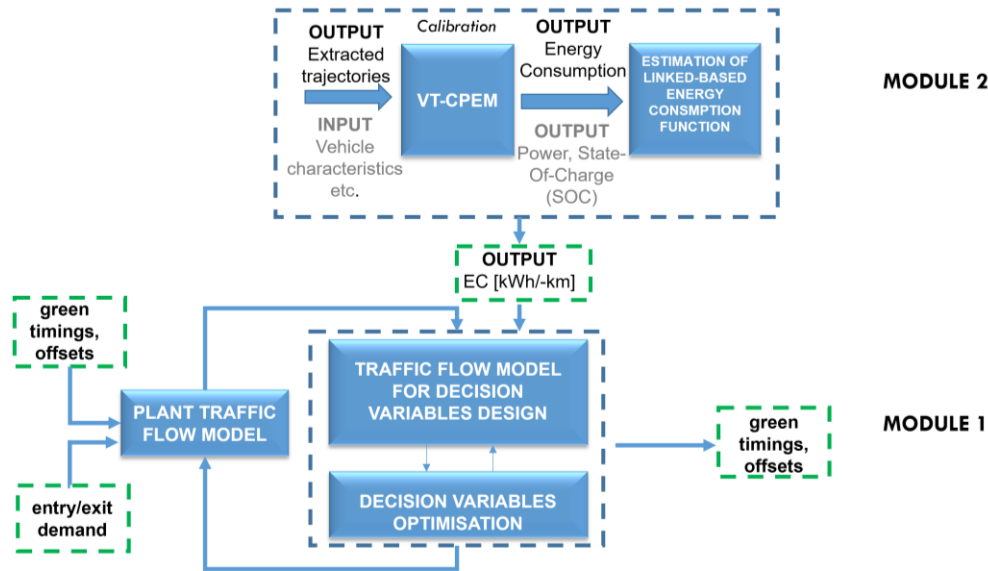 Calibration
OUTPUT
Extracted
trajectories
INPUT
Vehicle
characteristics
etc.
VT-CPEM
OUTPUT
Energy
Consumption
OUTPUT
Power, State-
Of-Charge
(SOC)
ESTIMATION OF
LINKED-BASED
ENERGY
CONSMPTION
FUNCTION
MODULE 2
OUTPUT
EC [kWh/-km]
green
timings,
offsets
entry/exit
demand
PLANT TRAFFIC
FLOW MODEL
TRAFFIC FLOW MODEL
FOR DECISION
VARIABLES DESIGN
DECISION VARIABLES
OPTIMISATION
MODULE 1
green
timings,
offsets